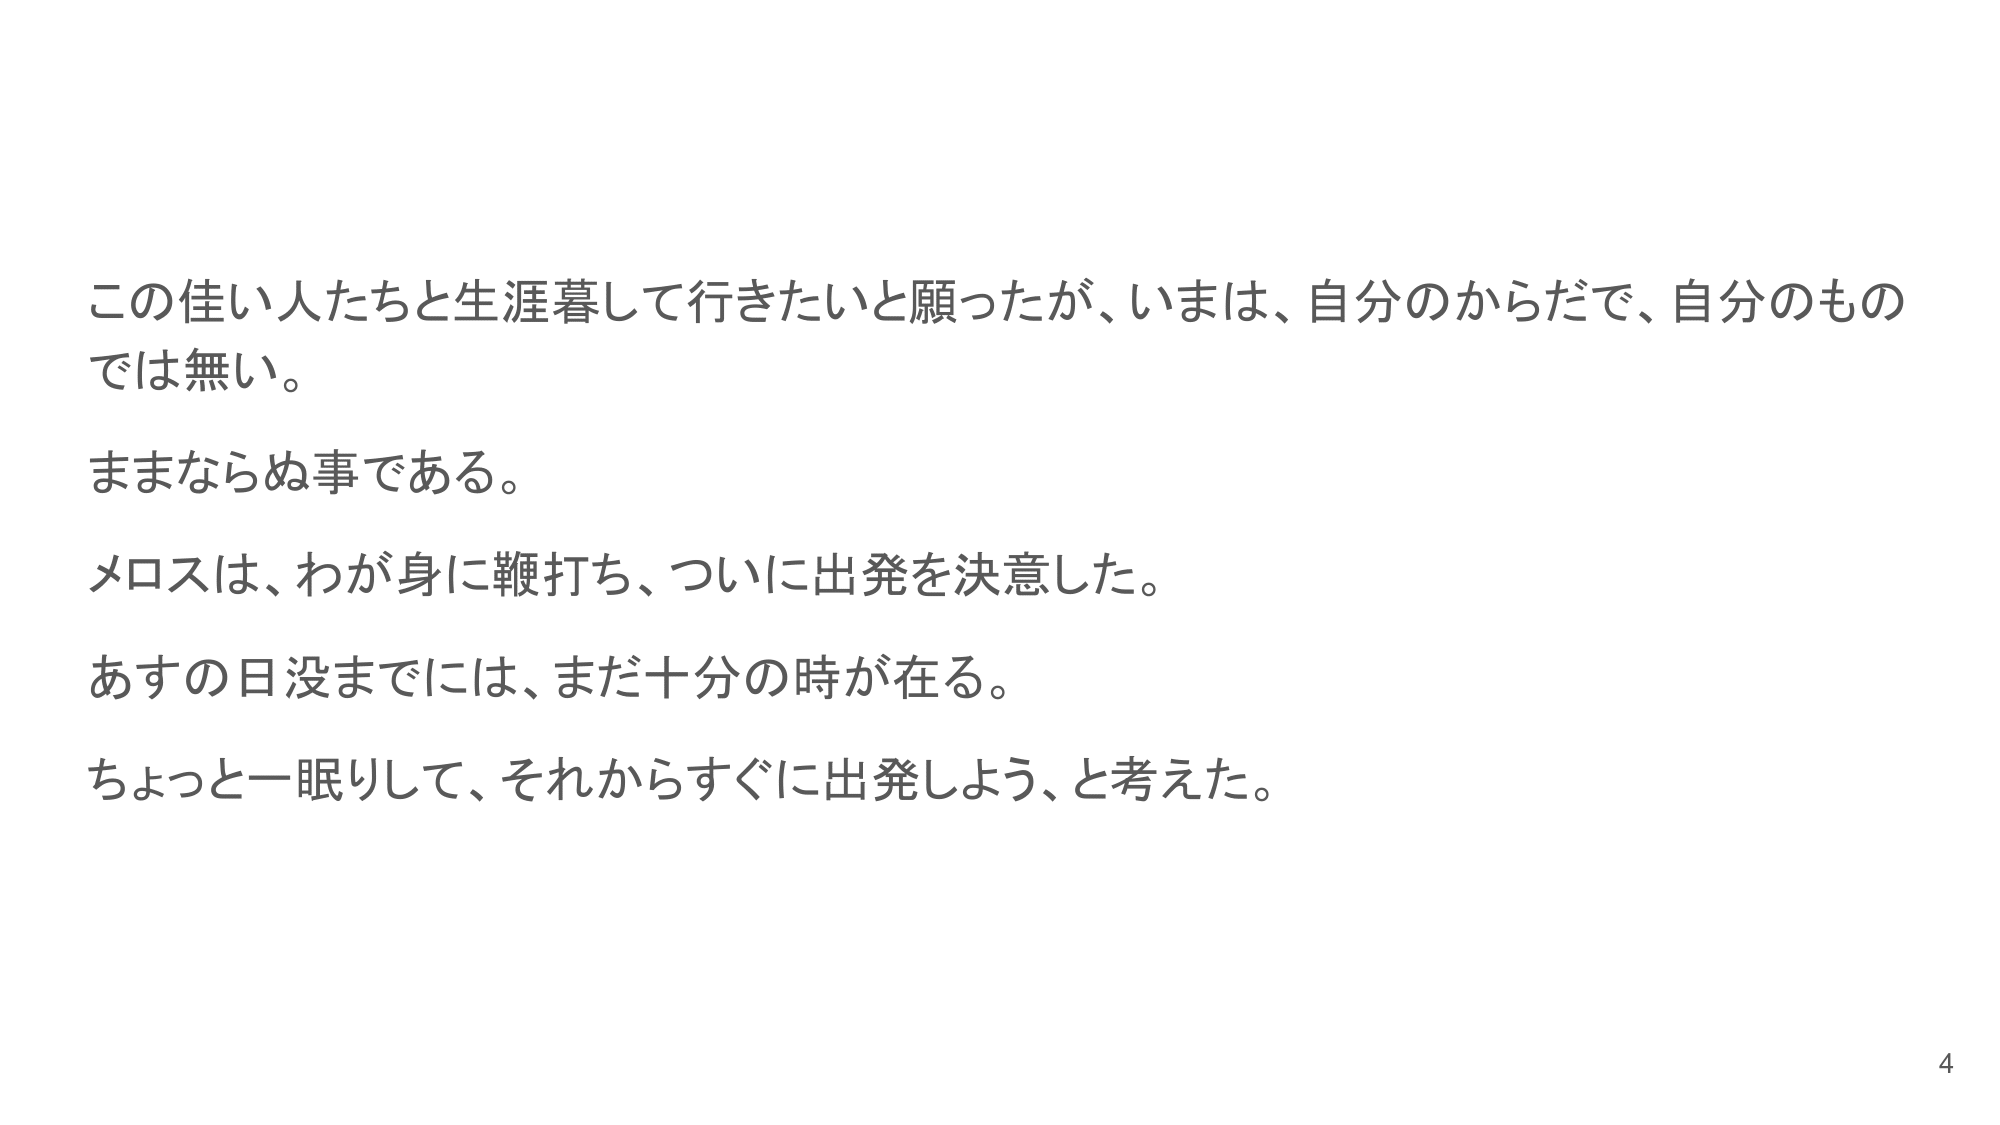 この佳い人たちと生涯暮して行きたいと願ったが、いまは、自分のからだで、自分のもの
では無い。
ままならぬ事である。
メロスは、わが身に鞭打ち、ついに出発を決意した。
あすの日没までには、まだ十分の時が在る。
ちょっと一眠りして、それからすぐに出発しよう、と考えた。
4